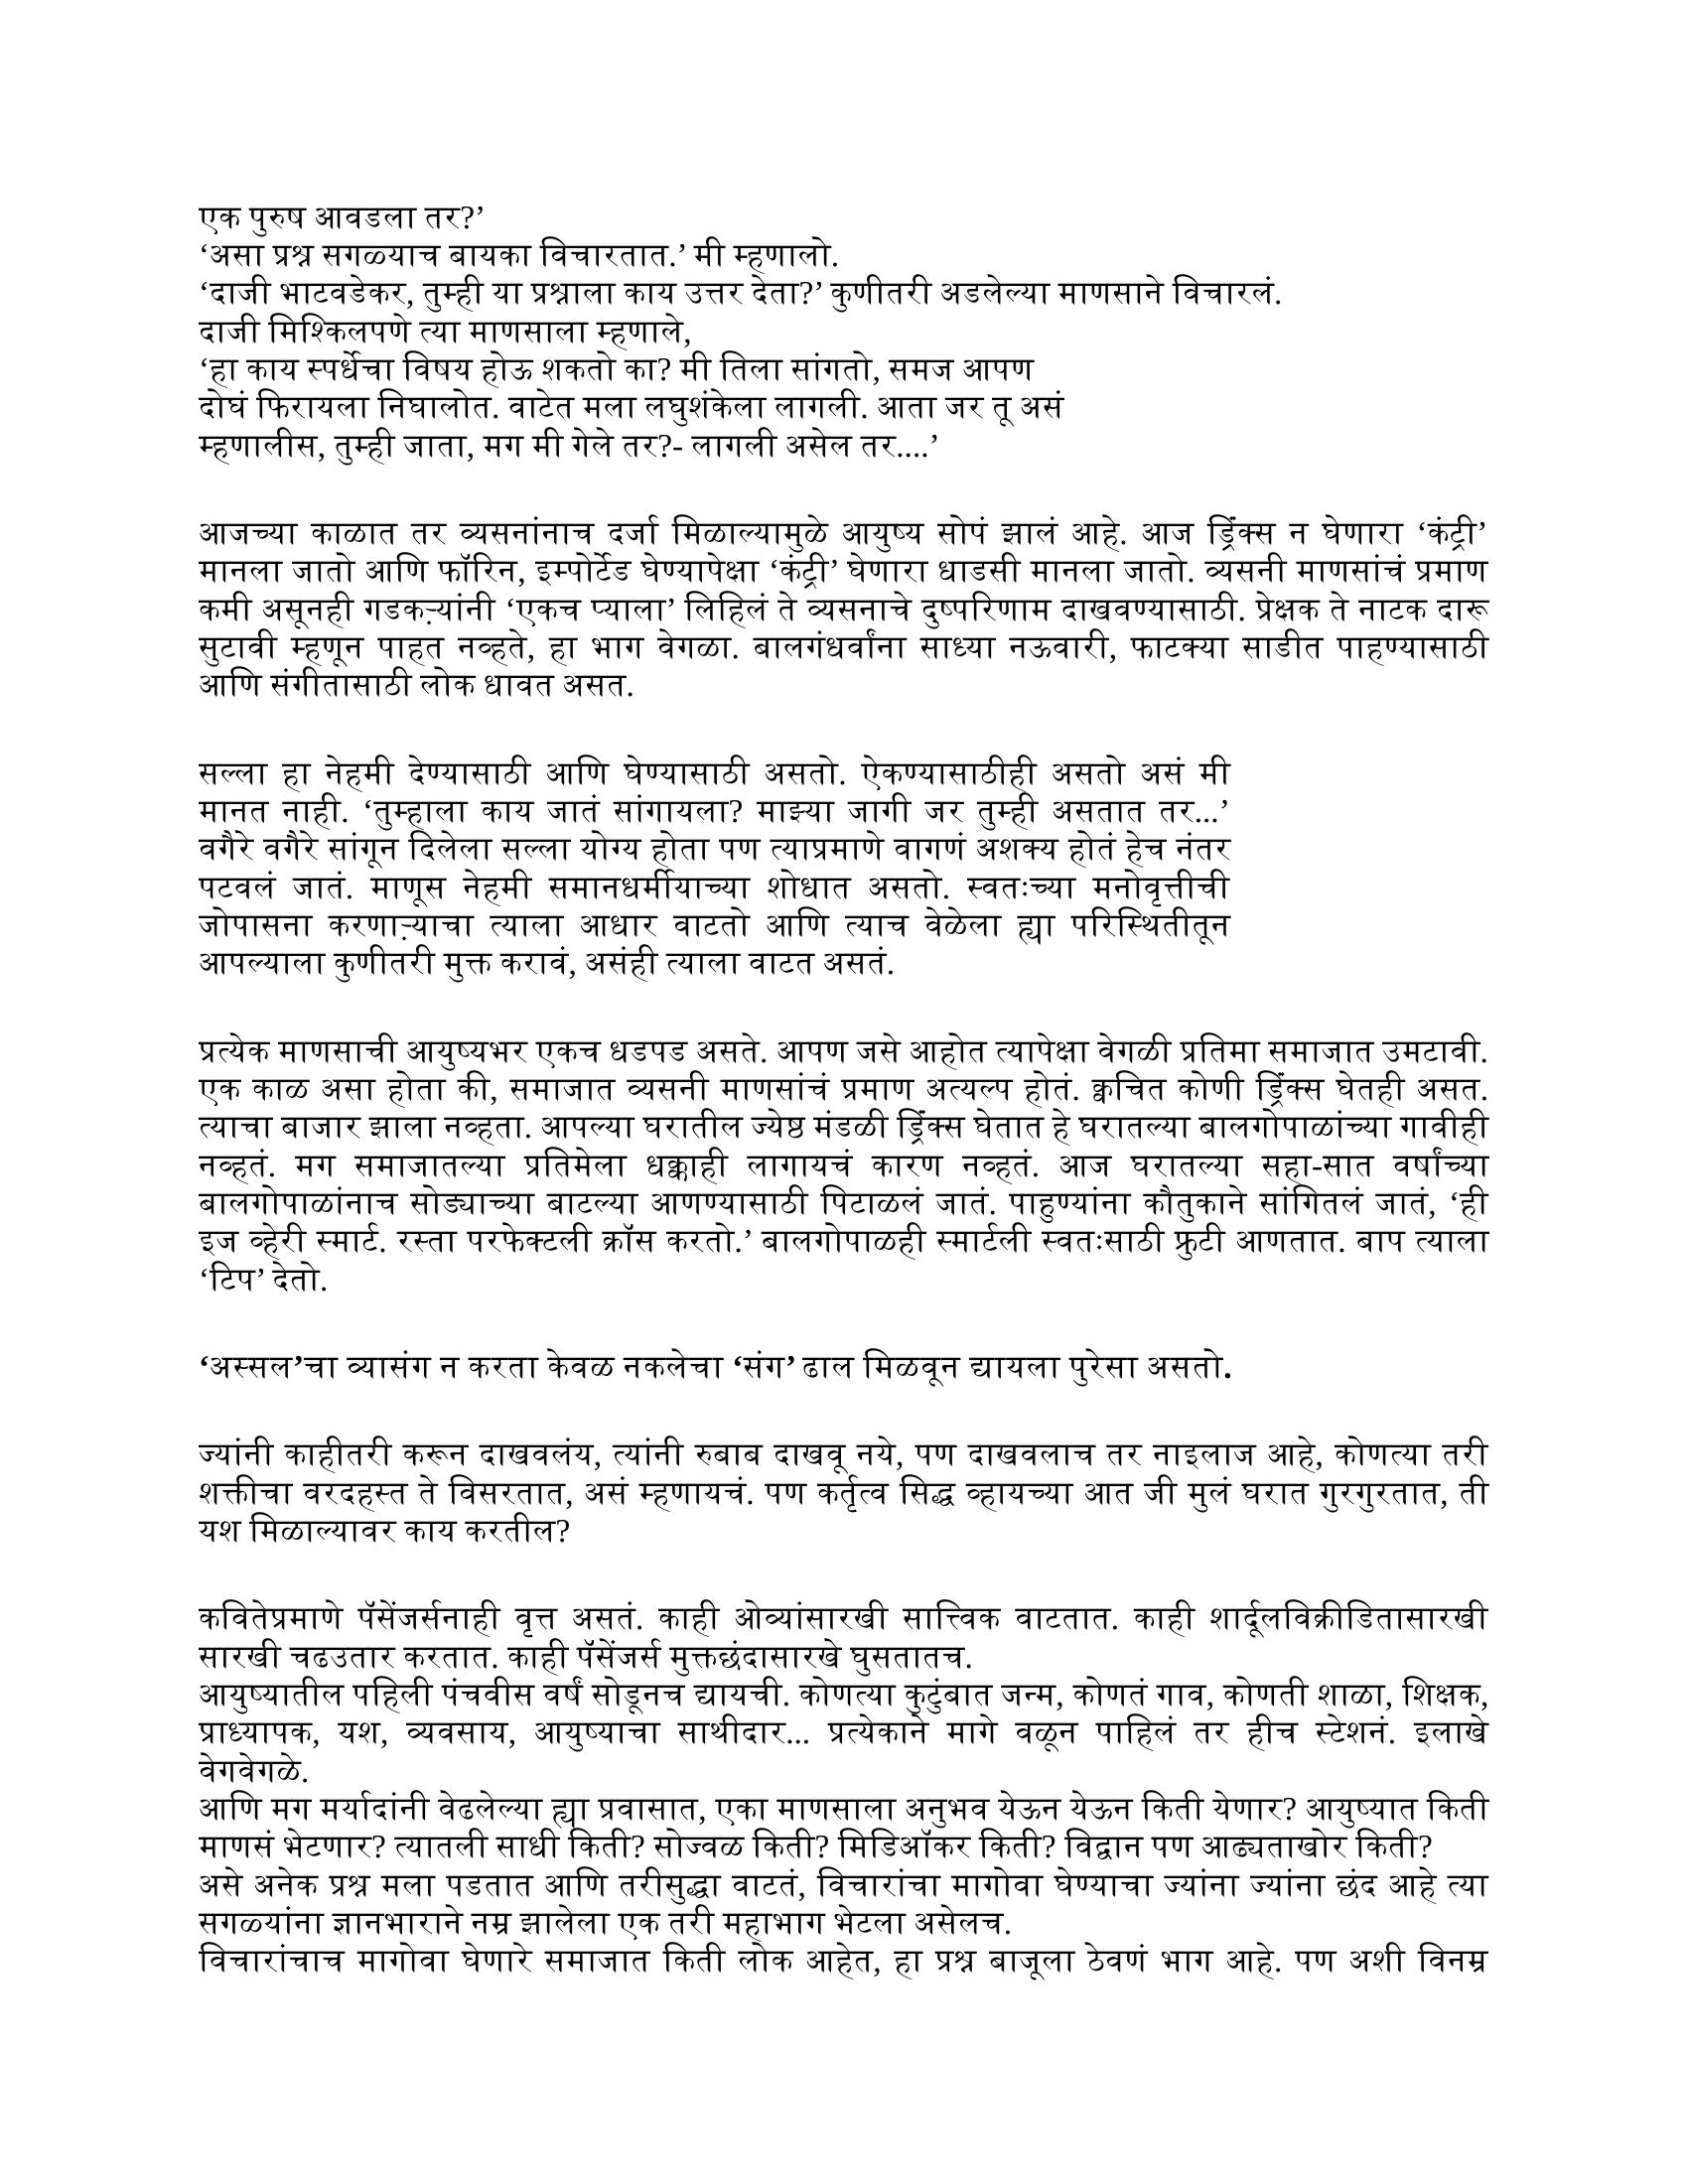 एक पुरुष आवडला तर?’
‘असा प्रश्न सगळ्याच बायका विचारतात.’ मी म्हणालो.
‘दाजी भाटवडेकर, तुम्ही या प्रश्नाला काय उत्तर देता?’ कुणीतरी अडलेल्या माणसाने विचारलं.
दाजी मिश्किलपणे त्या माणसाला म्हणाले,
‘हा काय स्पर्धेचा विषय होऊ शकतो का? मी तिला सांगतो, समज आपण
दोघं फिरायला निघालोत. वाटेत मला लघुशंकेला लागली. आता जर तू असं
म्हणालीस, तुम्ही जाता, मग मी गेले तर?- लागली असेल तर....’
आजच्या काळात तर व्यसनांनाच दर्जा मिळाल्यामुळे आयुष्य सोपं झालं आहे. आज ड्रिंक्स न घेणारा ‘कंट्री’
मानला जातो आणि फॉरिन, इम्पोर्टेड घेण्यापेक्षा ‘कंट्री’ घेणारा धाडसी मानला जातो. व्यसनी माणसांचं प्रमाण
कमी असूनही गडकऱ्यांनी ‘एकच प्याला’ लिहिलं ते व्यसनाचे दुष्परिणाम दाखवण्यासाठी. प्रेक्षक ते नाटक दारू
सुटावी म्हणून पाहत नव्हते, हा भाग वेगळा. बालगंधर्वांना साध्या नऊवारी, फाटक्या साडीत पाहण्यासाठी
आणि संगीतासाठी लोक धावत असत.
सल्ला हा नेहमी देण्यासाठी आणि घेण्यासाठी असतो. ऐकण्यासाठीही असतो असं मी
मानत नाही. ‘तुम्हाला काय जातं सांगायला? माझ्या जागी जर तुम्ही असतात तर...’
वगैरे वगैरे सांगून दिलेला सल्ला योग्य होता पण त्याप्रमाणे वागणं अशक्य होतं हेच नंतर
पटवलं जातं. माणूस नेहमी समानधर्मीयाच्या शोधात असतो. स्वतःच्या मनोवृत्तीची
जोपासना करणाऱ्याचा त्याला आधार वाटतो आणि त्याच वेळेला ह्या परिस्थितीतून
आपल्याला कुणीतरी मुक्त करावं, असंही त्याला वाटत असतं.
प्रत्येक माणसाची आयुष्यभर एकच धडपड असते. आपण जसे आहोत त्यापेक्षा वेगळी प्रतिमा समाजात उमटावी.
एक काळ असा होता की, समाजात व्यसनी माणसांचं प्रमाण अत्यल्प होतं. क्वचित कोणी ड्रिंक्स घेतही असत.
त्याचा बाजार झाला नव्हता. आपल्या घरातील ज्येष्ठ मंडळी ड्रिंक्स घेतात हे घरातल्या बालगोपाळांच्या गावीही
नव्हतं. मग समाजातल्या प्रतिमेला धक्काही लागायचं कारण नव्हतं. आज घरातल्या सहा-सात वर्षांच्या
बालगोपाळांनाच सोड्याच्या बाटल्या आणण्यासाठी पिटाळलं जातं. पाहुण्यांना कौतुकाने सांगितलं जातं, ‘ही
इज व्हेरी स्मार्ट. रस्ता परफेक्टली क्रॉस करतो.’ बालगोपाळही स्मार्टली स्वतःसाठी फ्रुटी आणतात. बाप त्याला
‘टिप’ देतो.
‘अस्सल’चा व्यासंग न करता केवळ नकलेचा ‘संग’ ढाल मिळवून द्यायला पुरेसा असतो.
ज्यांनी काहीतरी करून दाखवलंय, त्यांनी रुबाब दाखवू नये, पण दाखवलाच तर नाइलाज आहे, कोणत्या तरी
शक्तीचा वरदहस्त ते विसरतात, असं म्हणायचं. पण कर्तृत्व सिद्ध व्हायच्या आत जी मुलं घरात गुरगुरतात, ती
यश मिळाल्यावर काय करतील?
कवितेप्रमाणे पॅसेंजर्सनाही वृत्त असतं. काही ओव्यांसारखी सात्त्विक वाटतात. काही शार्दूलविक्रीडितासारखी
सारखी चढउतार करतात. काही पॅसेंजर्स मुक्तछंदासारखे घुसतातच.
आयुष्यातील पहिली पंचवीस वर्षं सोडूनच द्यायची. कोणत्या कुटुंबात जन्म, कोणतं गाव, कोणती शाळा, शिक्षक,
प्राध्यापक, यश, व्यवसाय, आयुष्याचा साथीदार... प्रत्येकाने मागे वळून पाहिलं तर हीच स्टेशनं. इलाखे
वेगवेगळे.
आणि मग मर्यादांनी वेढलेल्या ह्या प्रवासात, एका माणसाला अनुभव येऊन येऊन किती येणार? आयुष्यात किती
माणसं भेटणार? त्यातली साधी किती? सोज्वळ किती? मिडिऑकर किती? विद्वान पण आढ्यताखोर किती?
असे अनेक प्रश्न मला पडतात आणि तरीसुद्धा वाटतं, विचारांचा मागोवा घेण्याचा ज्यांना ज्यांना छंद आहे त्या
सगळ्यांना ज्ञानभाराने नम्र झालेला एक तरी महाभाग भेटला असेलच.
विचारांचाच मागोवा घेणारे समाजात किती लोक आहेत, हा प्रश्न बाजूला ठेवणं भाग आहे. पण अशी विनम्र